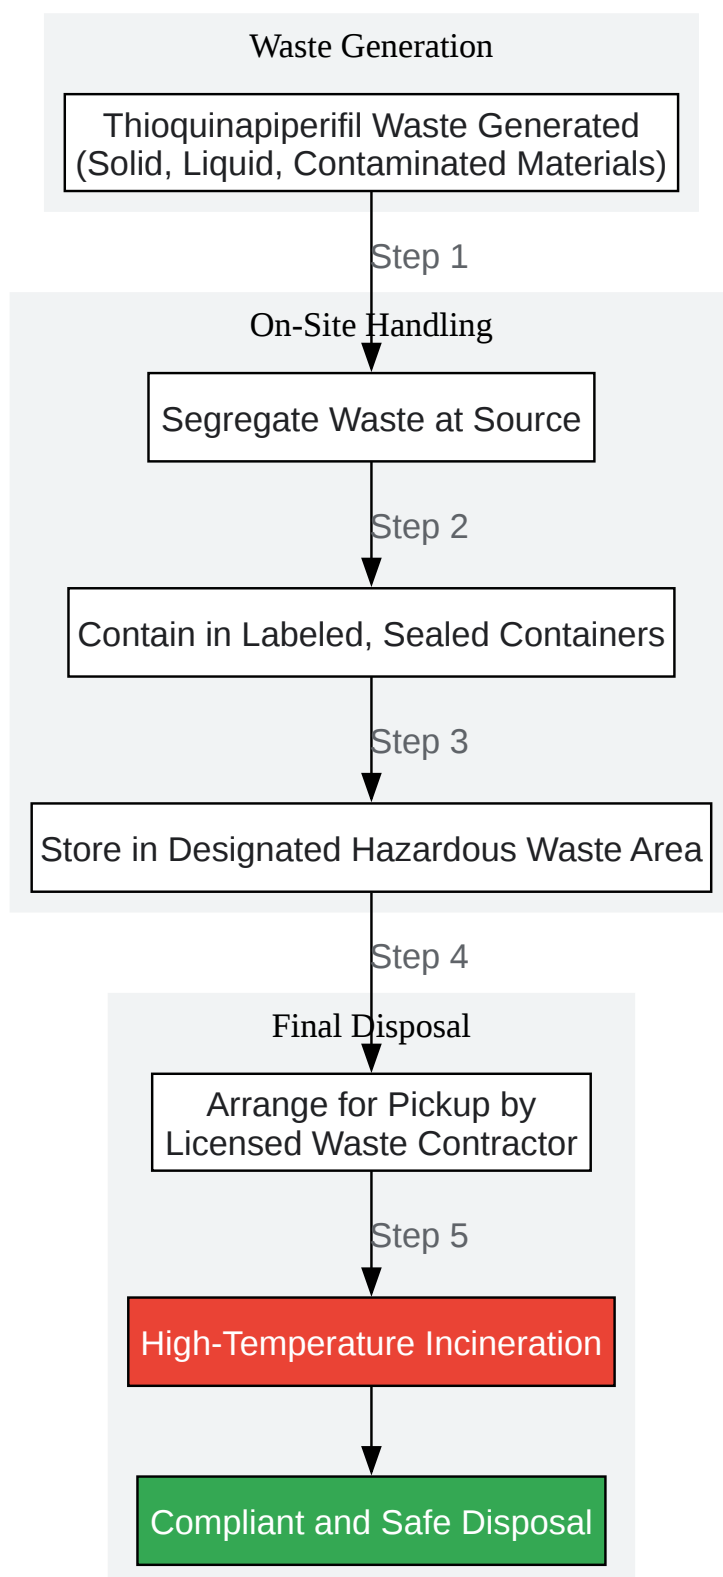 Waste Generation
Thioquinapiperifil Waste Generated
(Solid, Liquid, Contaminated Materials)
Step 1
On-Site Handling
Segregate Waste at Source
Step 2
Contain in Labeled, Sealed Containers
Step 3
Store in Designated Hazardous Waste Area
Step 4
Final Disposal
Arrange for Pickup by
Licensed Waste Contractor
Step 5
High-Temperature Incineration
Compliant and Safe Disposal